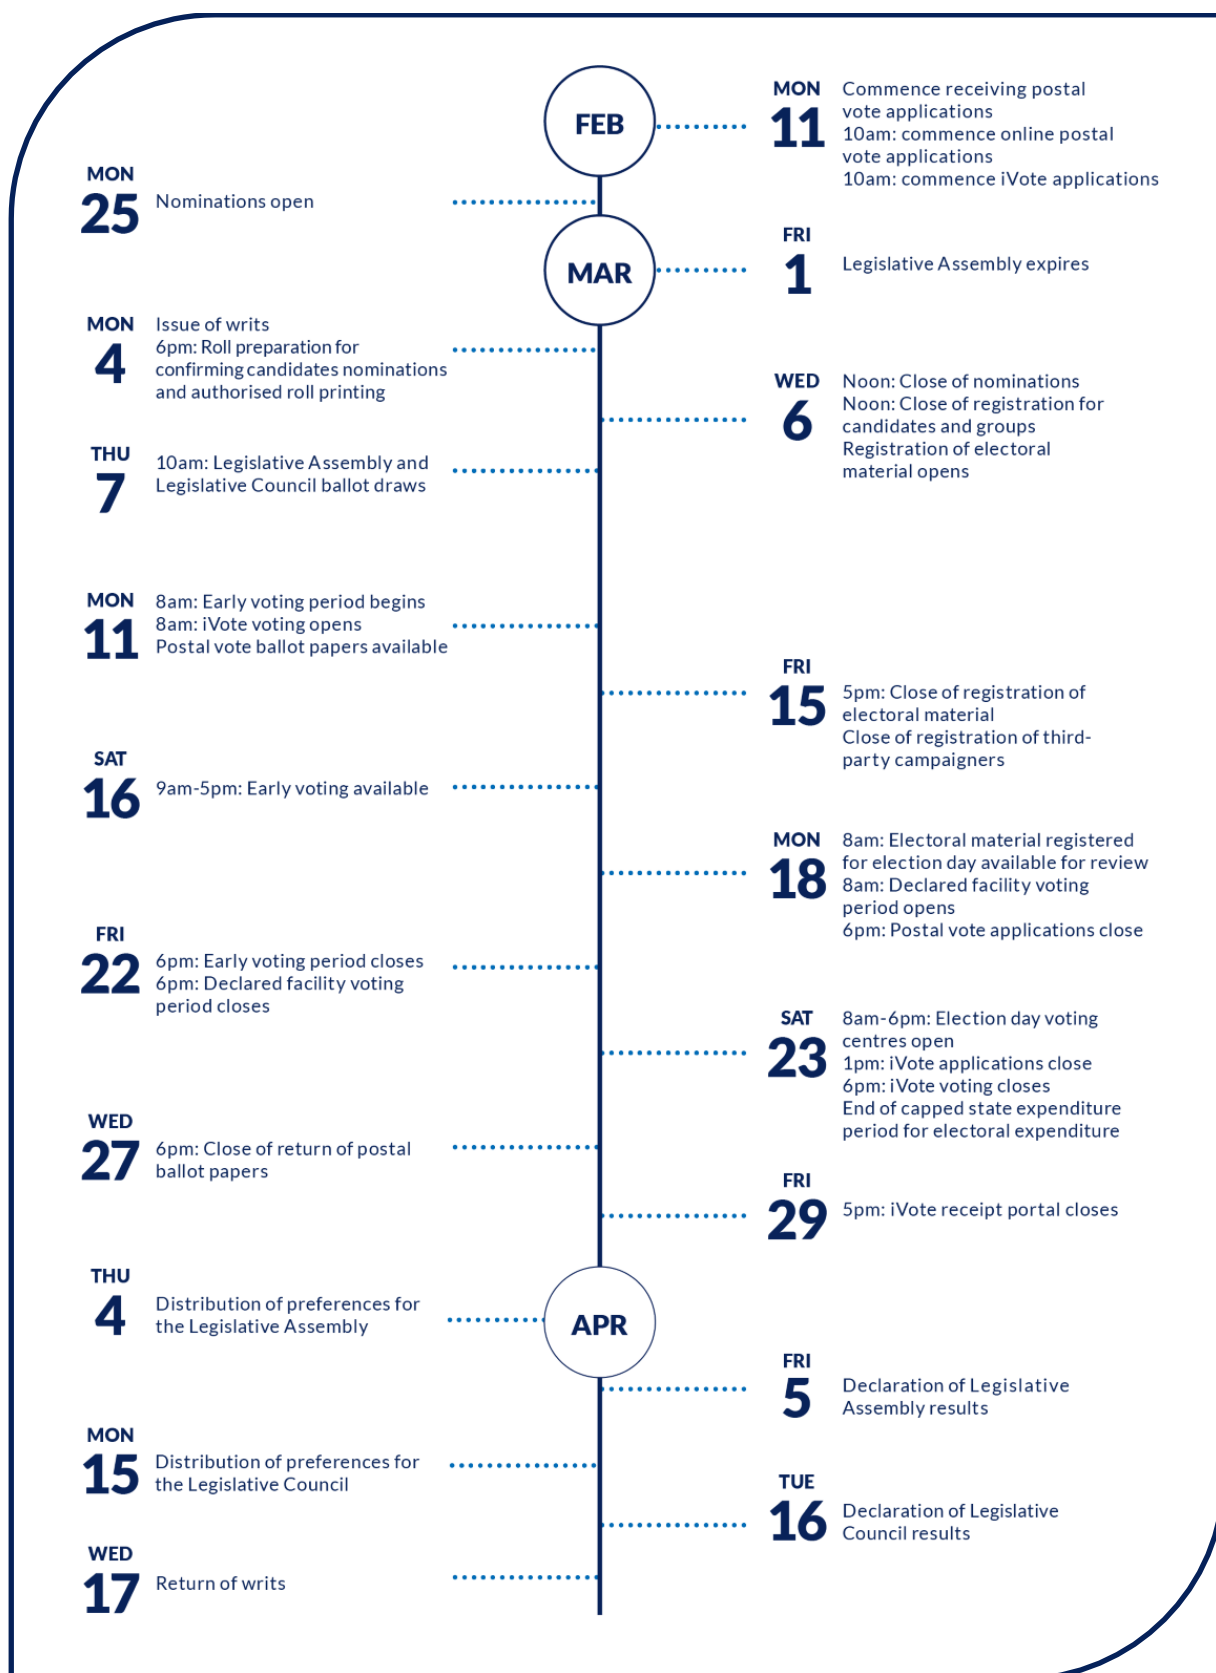 FEB
MON
11
Commence receiving postal
vote applications
10am: commence online postal
vote applications
10am: commence iVote applications
MON
25
Nominations open
MAR
FRI
1
Legislative Assembly expires
MON
4
Issue of writs
6pm: Roll preparation for
confirming candidates nominations
and authorised roll printing
WED
6
Noon: Close of nominations
Noon: Close of registration for
candidates and groups
Registration of electoral
material opens
THU
7
10am: Legislative Assembly and
Legislative Council ballot draws
MON
11
8am: Early voting period begins
8am: iVote voting opens
Postal vote ballot papers available
FRI
15
5pm: Close of registration of
electoral material
Close of registration of third-
party campaigners
SAT
16
9am-5pm: Early voting available
MON
18
8am: Electoral material registered
for election day available for review
8am: Declared facility voting
period opens
6pm: Postal vote applications close
FRI
22
6pm: Early voting period closes
6pm: Declared facility voting
period closes
SAT
23
8am-6pm: Election day voting
centres open
1pm: iVote applications close
6pm: iVote voting closes
End of capped state expenditure
period for electoral expenditure
WED
27
6pm: Close of return of postal
ballot papers
FRI
29
5pm: iVote receipt portal closes
APR
THU
4
Distribution of preferences for
the Legislative Assembly
FRI
5
Declaration of Legislative
Assembly results
MON
15
Distribution of preferences for
the Legislative Council
TUE
16
Declaration of Legislative
Council results
WED
17
Return of writs